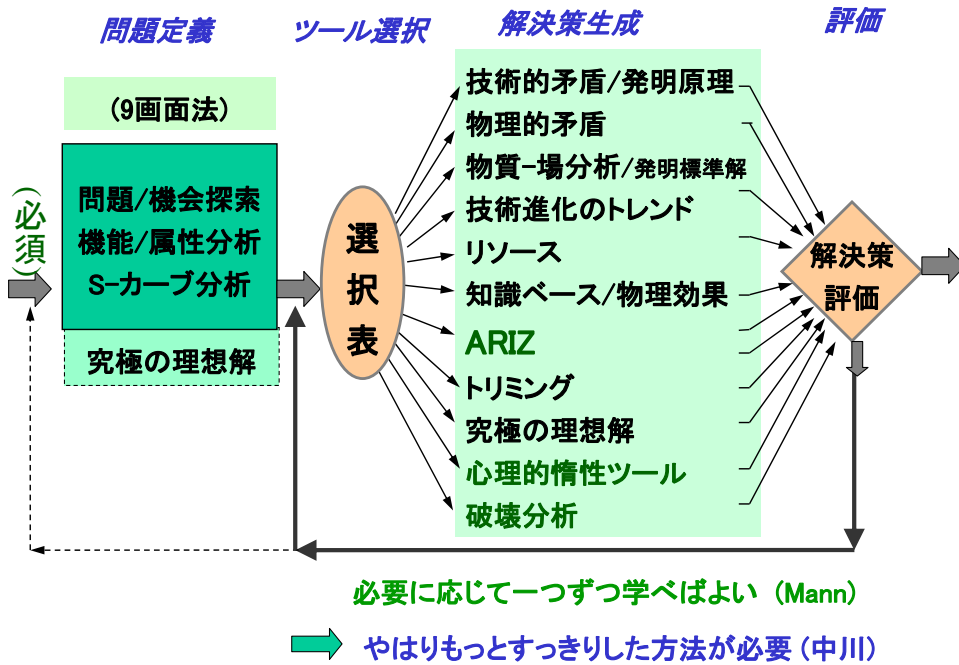 問題定義
ツール選択
解決策生成
評価
(9画面法)
(必須)
問題/機会探索
機能/属性分析
S-カーブ分析
究極の理想解
選択表
技術的矛盾/発明原理
物理的矛盾
物質-場分析/発明標準解
技術進化のトレンド
リソース
知識ベース/物理効果
ARIZ
トリミング
究極の理想解
心理的惰性ツール
破壊分析
解決策
評価
必要に応じて一つずつ学べばよい (Mann)
やはりもっとすっきりした方法が必要 (中川)